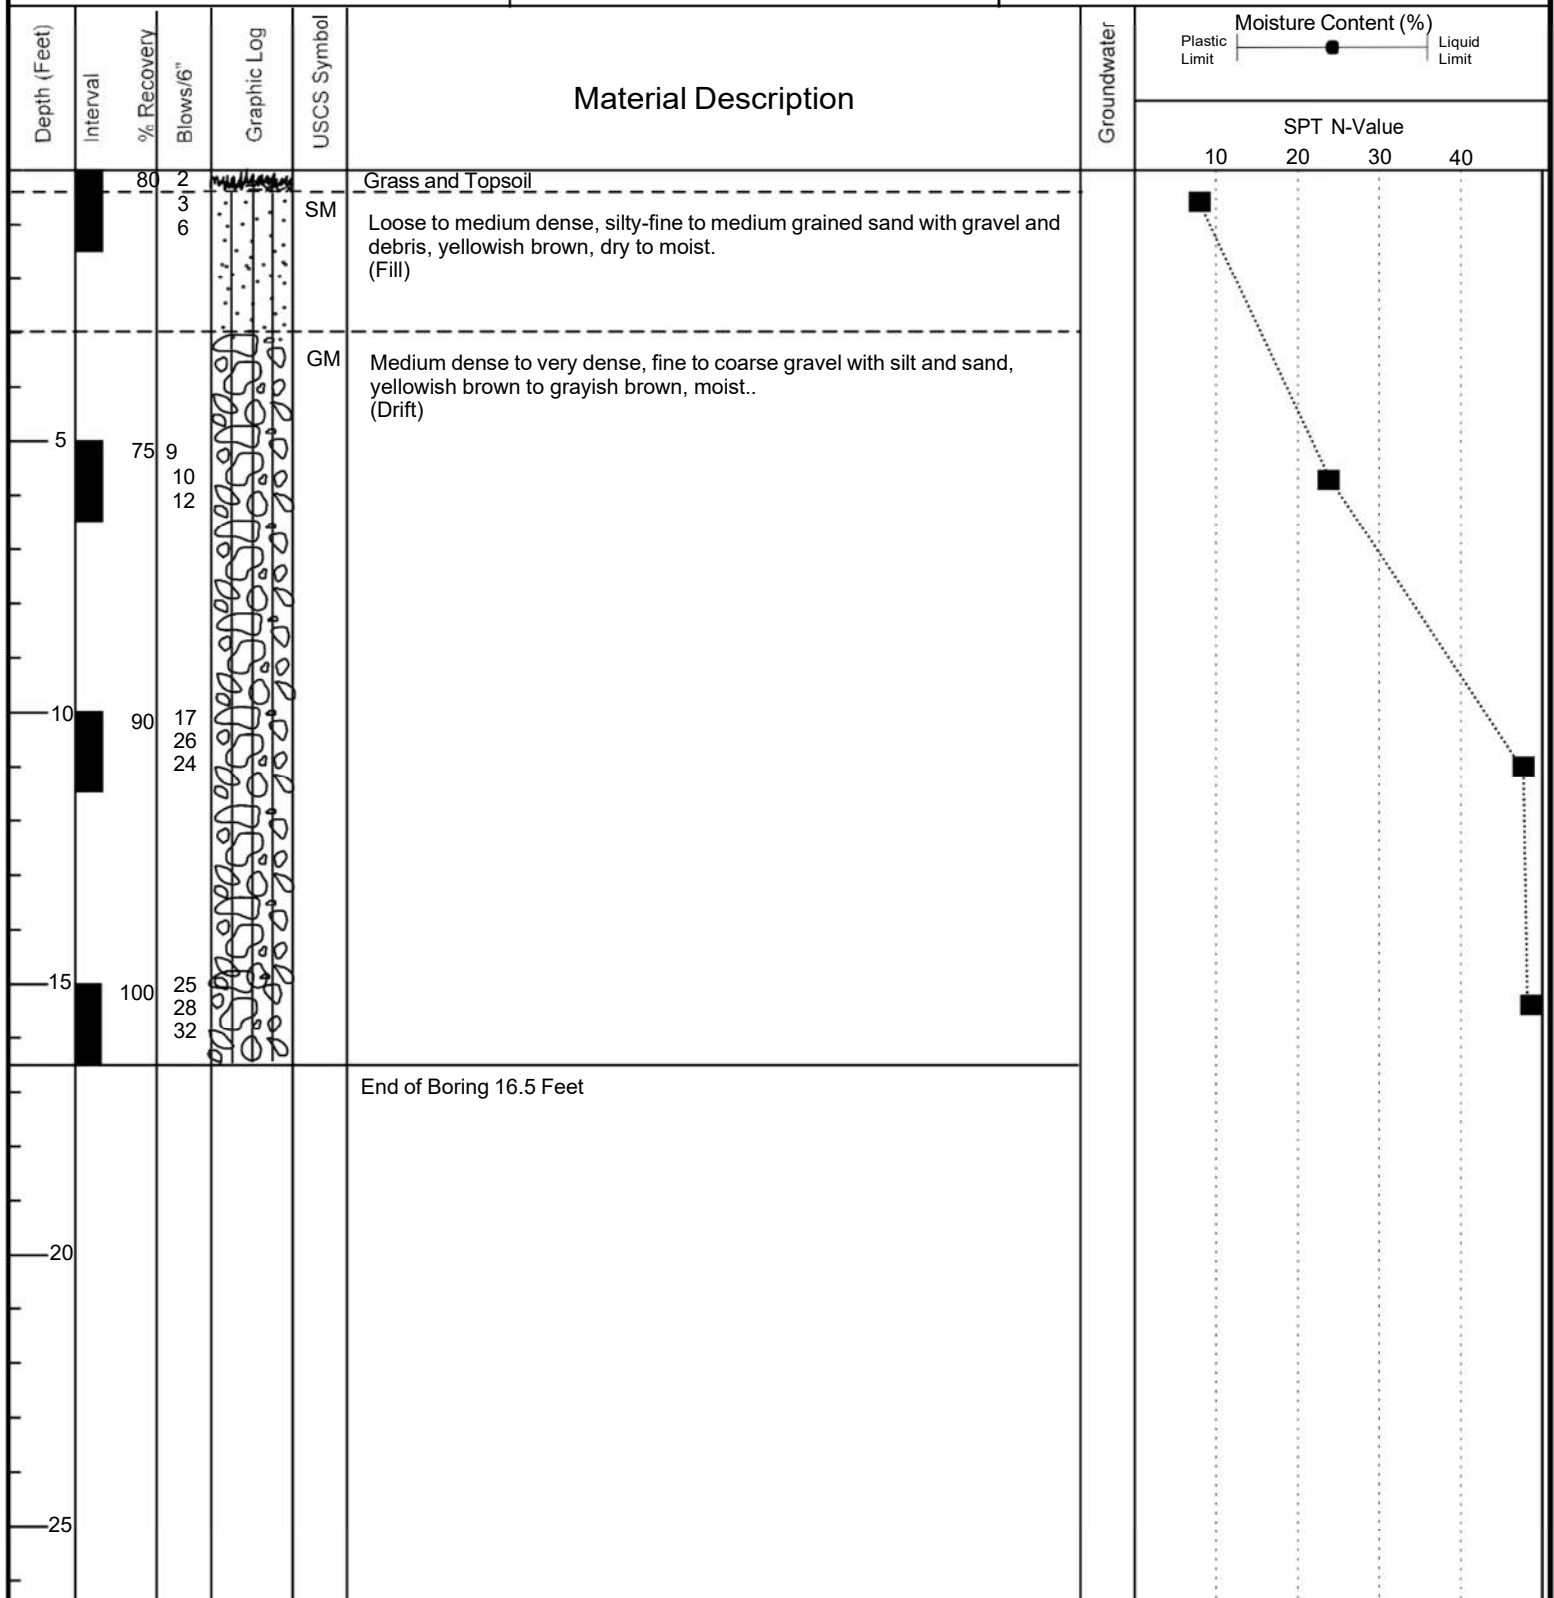 Depth (Feet)
Interval
% Recovery
Blows/6"
Graphic Log
USCS Symbol
Material Description
Groundwater
Moisture Content (%)
Plastic
Limit
Liquid
Limit
SPT N-Value
10 20 30 40
80 2
3
6
Grass and Topsoil
SM
Loose to medium dense, silty-fine to medium grained sand with gravel and
debris, yellowish brown, dry to moist.
(Fill)
GM
Medium dense to very dense, fine to coarse gravel with silt and sand,
yellowish brown to grayish brown, moist..
(Drift)
5 75 9
10
12
10 90 17
26
24
15 100 25
28
32
End of Boring 16.5 Feet
20
25